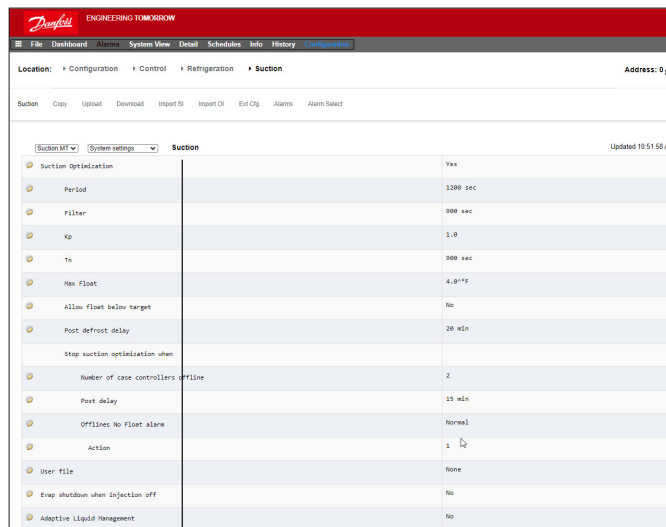 Danfoss ENGINEERING TOMORROW
File Dashboard Alarms System View Detail Schedules Info History Configuration
Location: Configuration Control Refrigeration Suction Address: 0
Suction Copy Upload Download Import SI Import OI Ext Cfg Alarms Alarm Select
Suction MT System settings Suction Updated 10:51:58 A
Suction Optimization Yes
Period 1200 sec
Filter 900 sec
Kp 1.0
Tn 900 sec
Max Float 4.0^°F
Allow float below target No
Post defrost delay 20 min
Stop suction optimization when
Number of case controllers offline 2
Post delay 15 min
Offlines No Float alarm Normal
Action 1
User file None
Evap shutdown when injection off No
Adaptive Liquid Management No